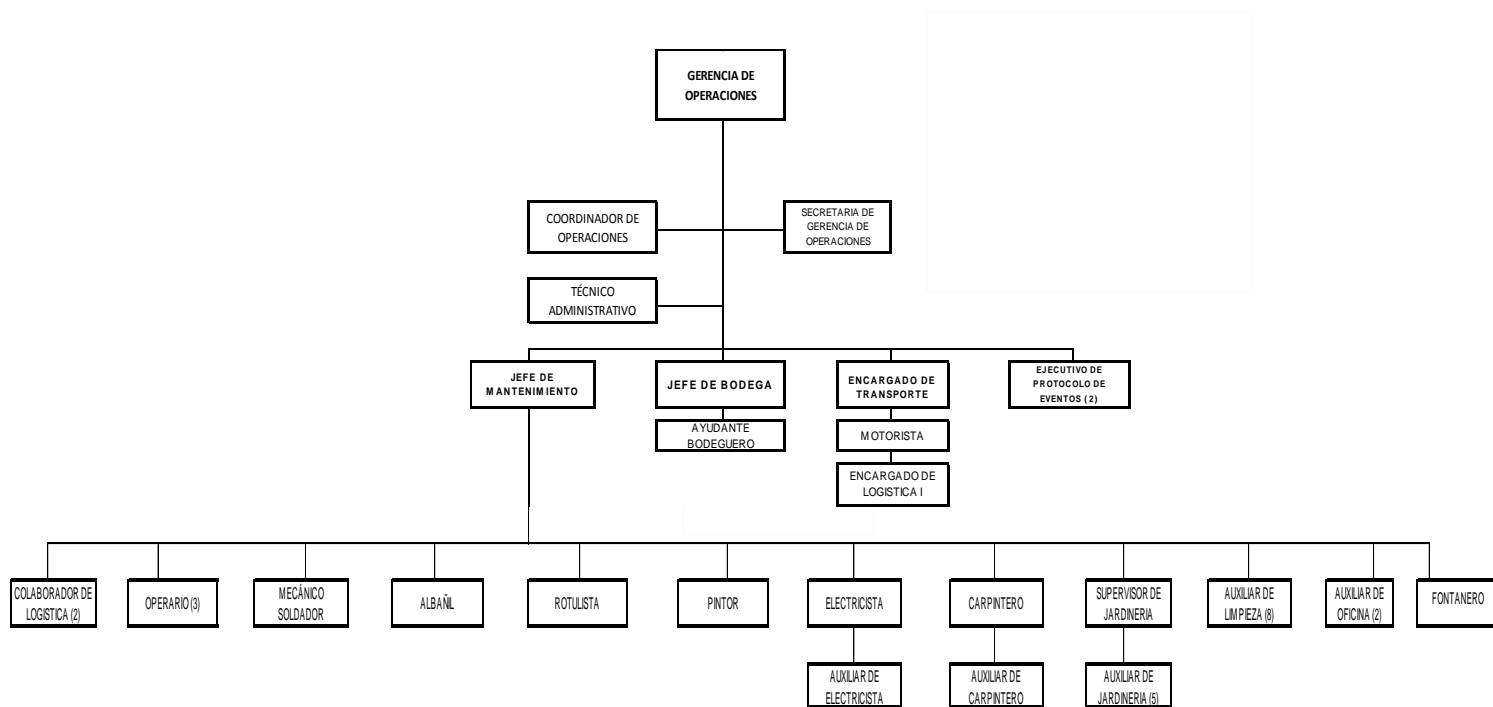 GERENCIA DE
OPERACIONES
COORDINADOR DE
OPERACIONES
SECRETARIA DE
GERENCIA DE
OPERACIONES
TÉCNICO
ADMINISTRATIVO
JEFE DE
MANTENIMIENTO
JEFE DE BODEGA
ENCARGADO DE
TRANSPORTE
EJECUTIVO DE
PROTOCOLO DE
EVENTOS (2)
AYUDANTE
BODEGUERO
MOTORISTA
ENCARGADO DE
LOGISTICA I
COLABORADOR DE
LOGISTICA (2)
OPERARIO (3)
MECÁNICO
SOLDADOR
ALBAÑIL
ROTULISTA
PINTOR
ELECTRICISTA
CARPINTERO
SUPERVISOR DE
JARDINERIA
AUXILIAR DE
LIMPIEZA (8)
AUXILIAR DE
OFICINA (2)
FONTANERO
AUXILIAR DE
ELECTRICISTA
AUXILIAR DE
CARPINTERO
AUXILIAR DE
JARDINERIA (5)